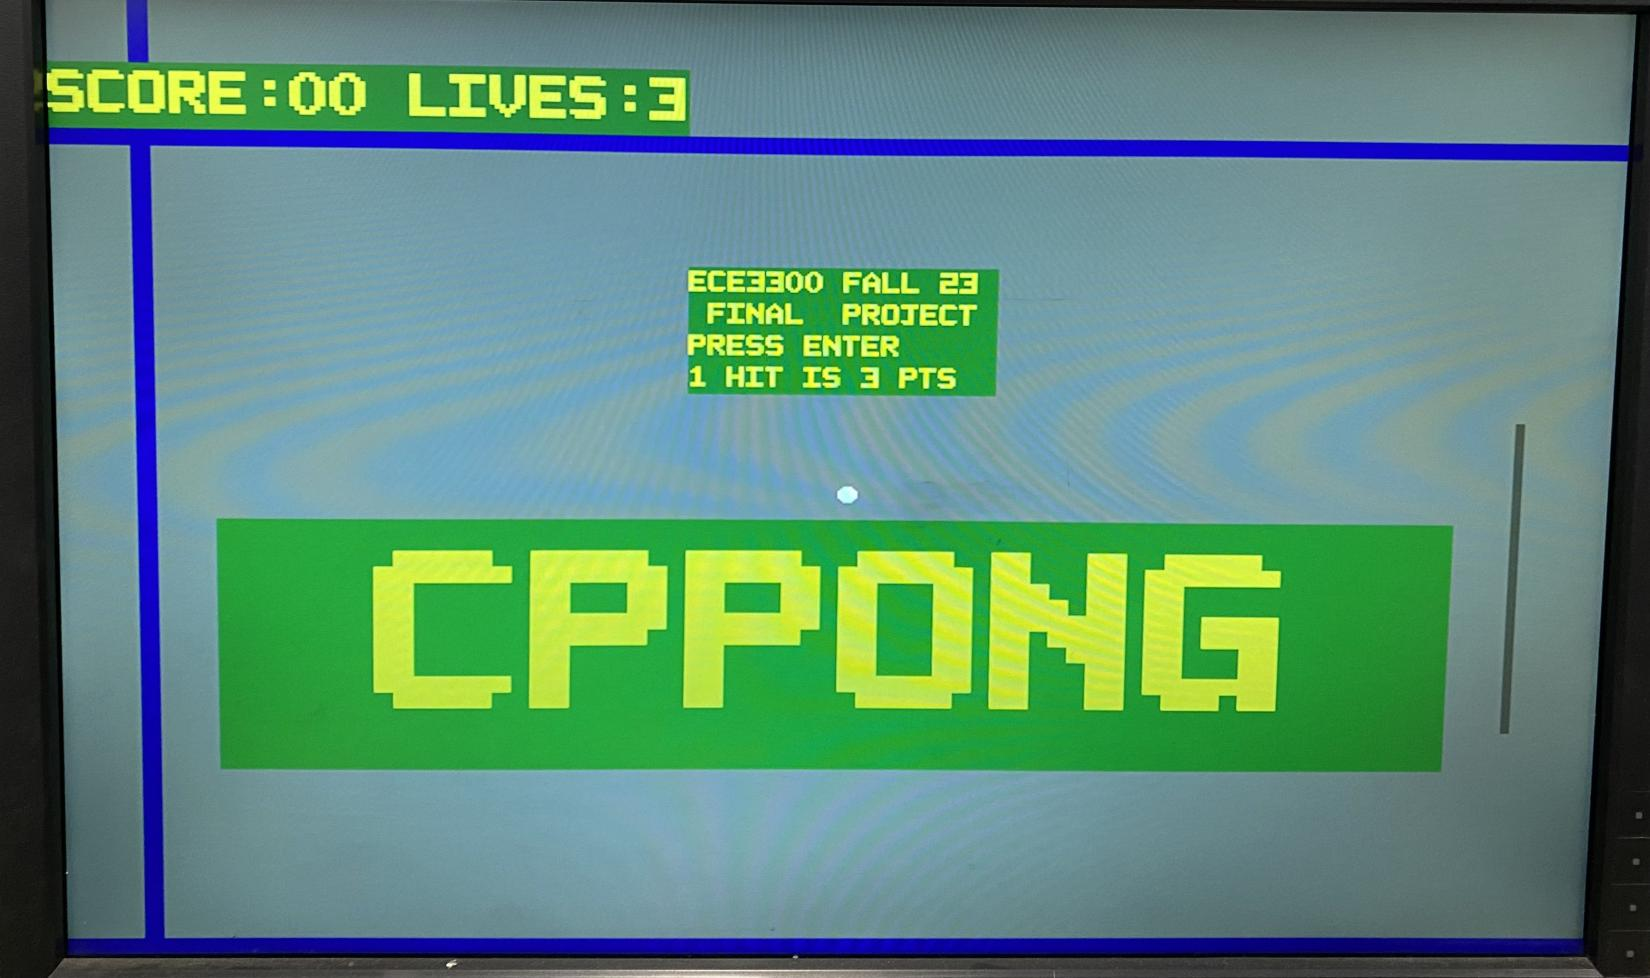 SCORE:00 LIVES:3
ECE3300 FALL 23
FINAL PROJECT
PRESS ENTER
1 HIT IS 3 PTS
CPPONG